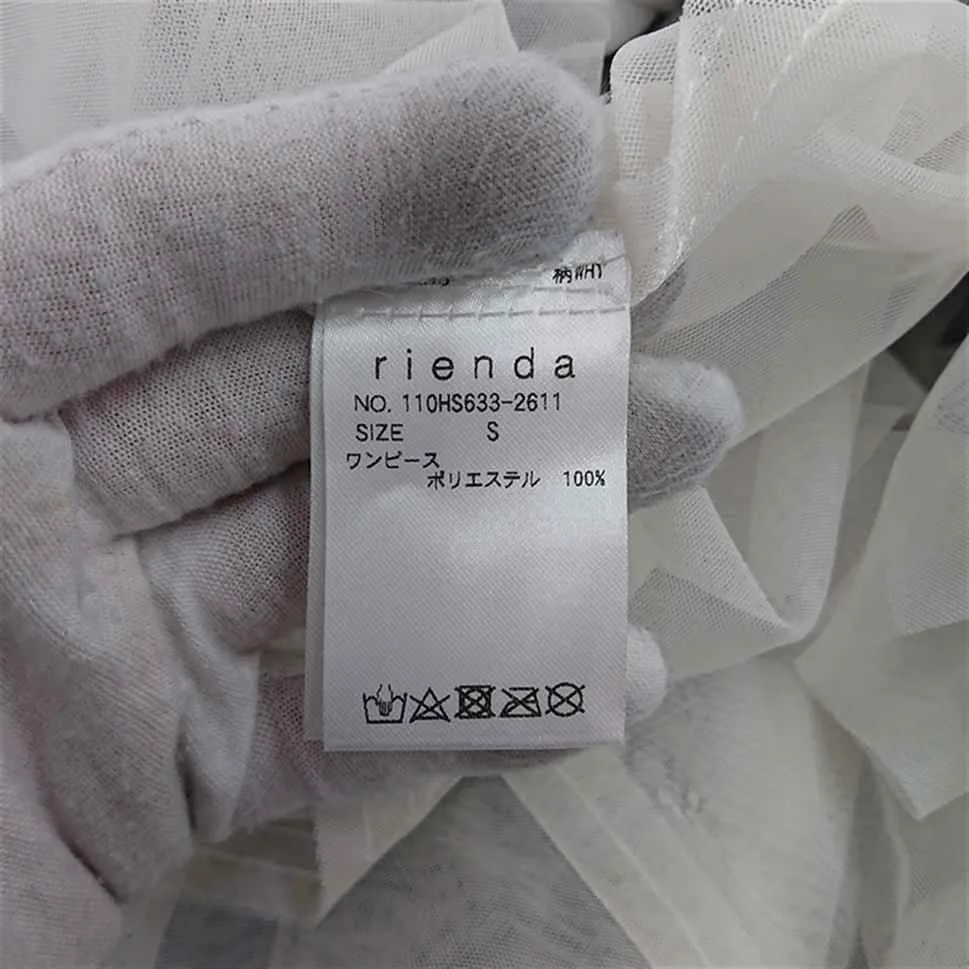 柄WHT
rienda
NO. 110HS633-2611
SIZE S
ワンピース
ポリエステル 100%